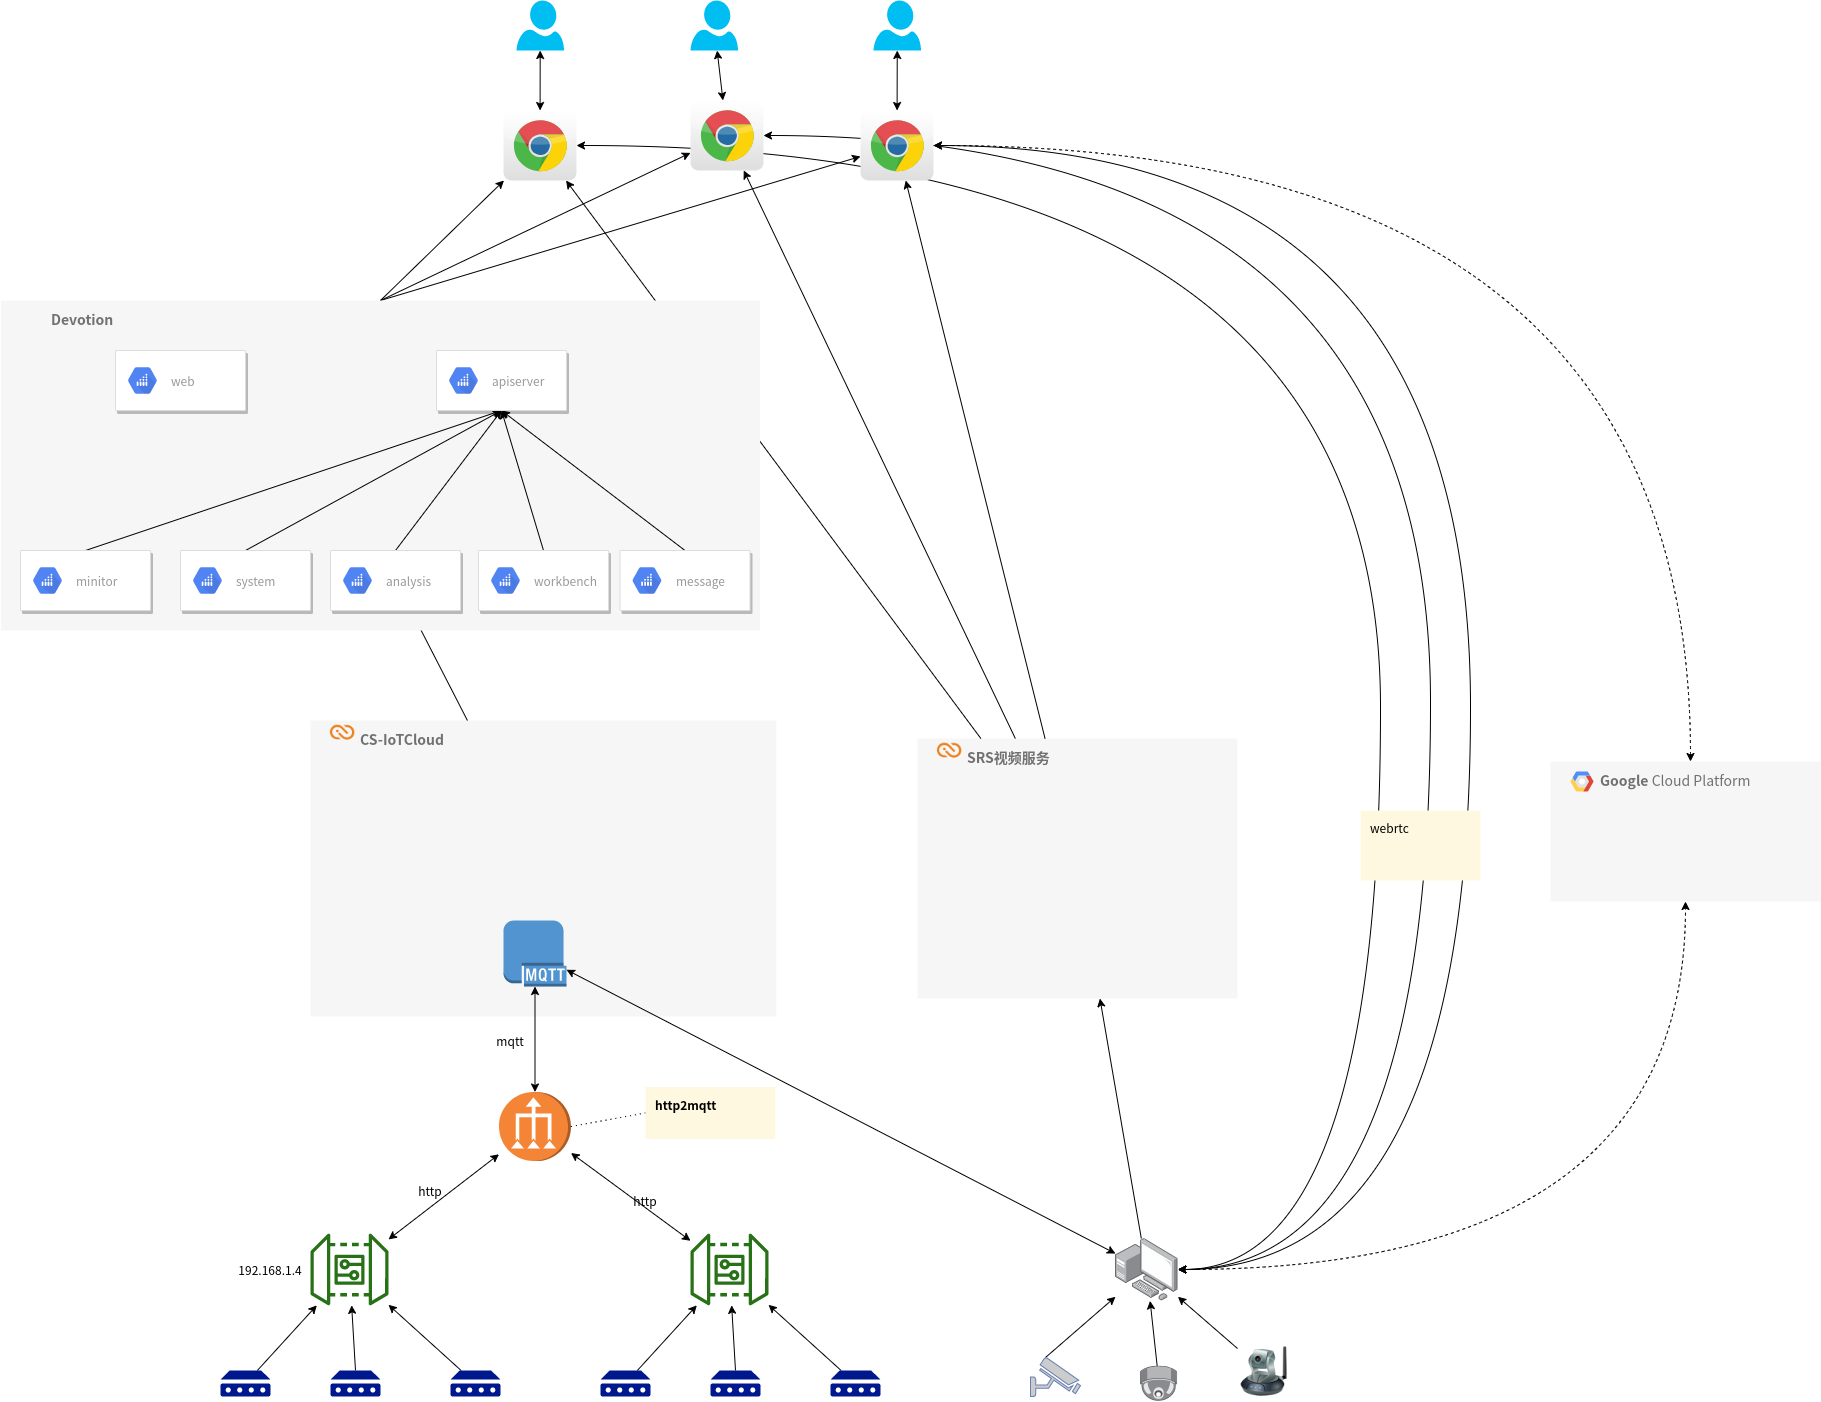 Devotion
web
apiserver
minitor
system
analysis
workbench
message
CS-IoTCloud
SRS视频服务
Google Cloud Platform
webrtc
MQTT
mqtt
http2mqtt
http
http
192.168.1.4